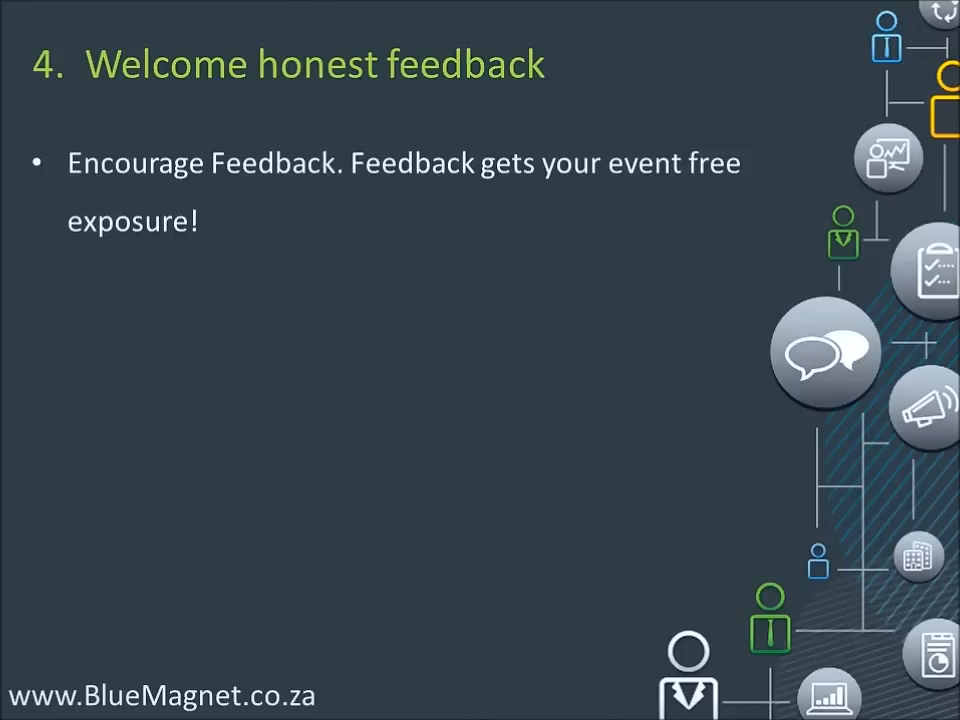 4. Welcome honest feedback
• Encourage Feedback. Feedback gets your event free
exposure!
www.BlueMagnet.co.za